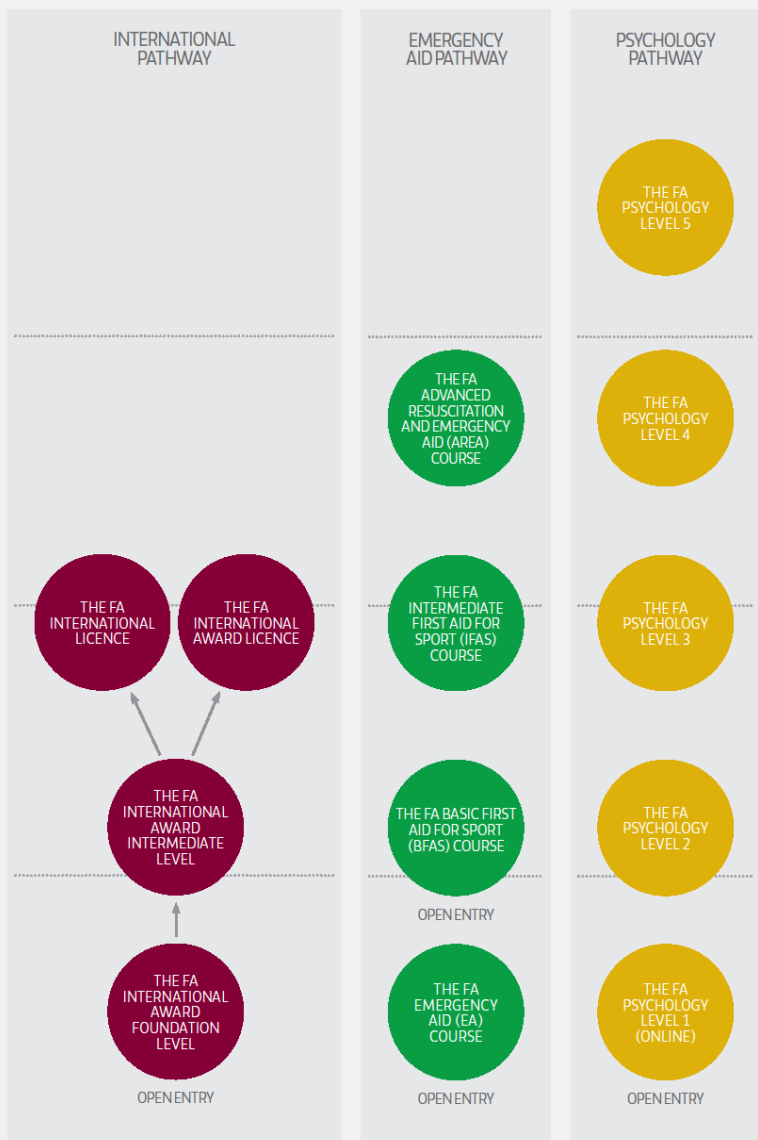 INTERNATIONAL
PATHWAY
THE FA
INTERNATIONAL
LICENCE
THE FA
INTERNATIONAL
AWARD LICENCE
THE FA
INTERNATIONAL
AWARD
INTERMEDIATE
LEVEL
THE FA
INTERNATIONAL
AWARD
FOUNDATION
LEVEL
OPEN ENTRY
EMERGENCY
AID PATHWAY
THE FA
ADVANCED
RESUSCITATION
AND EMERGENCY
AID (AREA)
COURSE
THE FA
INTERMEDIATE
FIRST AID FOR
SPORT (IFAS)
COURSE
THE FA BASIC FIRST
AID FOR SPORT
(BFAS) COURSE
OPEN ENTRY
THE FA
EMERGENCY
AID (EA)
COURSE
OPEN ENTRY
PSYCHOLOGY
PATHWAY
THE FA
PSYCHOLOGY
LEVEL 5
THE FA
PSYCHOLOGY
LEVEL 4
THE FA
PSYCHOLOGY
LEVEL 3
THE FA
PSYCHOLOGY
LEVEL 2
THE FA
PSYCHOLOGY
LEVEL 1
(ONLINE)
OPEN ENTRY